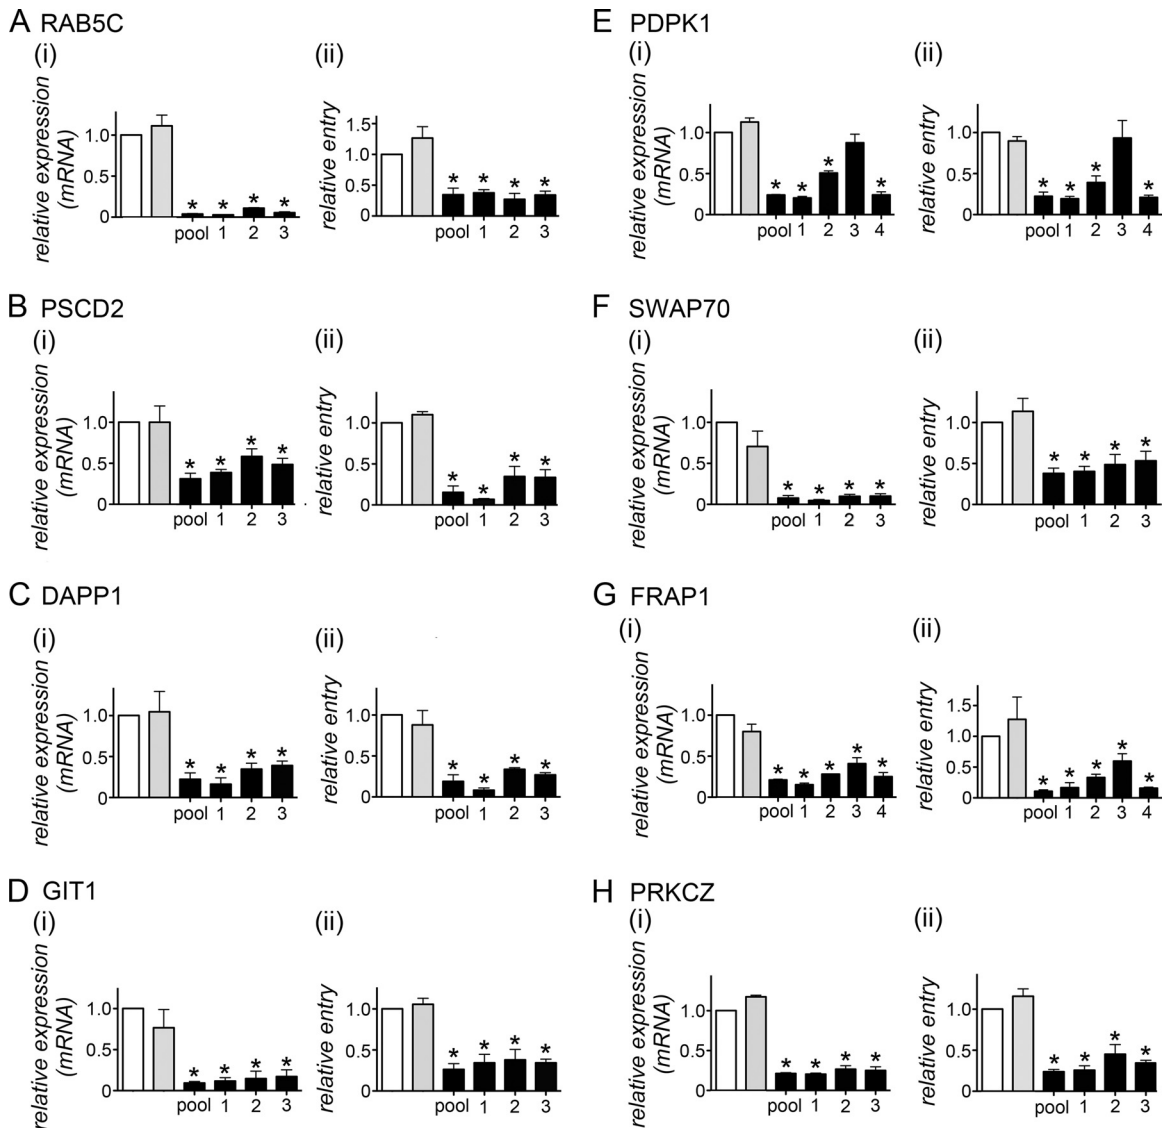 A RAB5C
(i)
relative expression
(mRNA)
1.0
0.5
0
* * * *
pool 1 2 3
(ii)
relative entry
1.5
1.0
0.5
0
* * * *
pool 1 2 3
B PSCD2
(i)
relative expression
(mRNA)
1.0
0.5
0
* * * *
pool 1 2 3
(ii)
relative entry
1.0
0.5
0
* * * *
pool 1 2 3
C DAPP1
(i)
relative expression
(mRNA)
1.0
0.5
0
* * * *
pool 1 2 3
(ii)
relative entry
1.0
0.5
0
* * * *
pool 1 2 3
D GIT1
(i)
relative expression
(mRNA)
1.0
0.5
0
* * * *
pool 1 2 3
(ii)
relative entry
1.0
0.5
0
* * * *
pool 1 2 3
E PDPK1
(i)
relative expression
(mRNA)
1.0
0.5
0
* * * *
pool 1 2 3 4
(ii)
relative entry
1.0
0.5
0
* * * *
pool 1 2 3 4
F SWAP70
(i)
relative expression
(mRNA)
1.0
0.5
0
* * * *
pool 1 2 3
(ii)
relative entry
1.0
0.5
0
* * * *
pool 1 2 3
G FRAP1
(i)
relative expression
(mRNA)
1.0
0.5
0
* * * * *
pool 1 2 3 4
(ii)
relative entry
1.5
1.0
0.5
0
* * * * *
pool 1 2 3 4
H PRKCZ
(i)
relative expression
(mRNA)
1.0
0.5
0
* * * *
pool 1 2 3
(ii)
relative entry
1.0
0.5
0
* * * *
pool 1 2 3